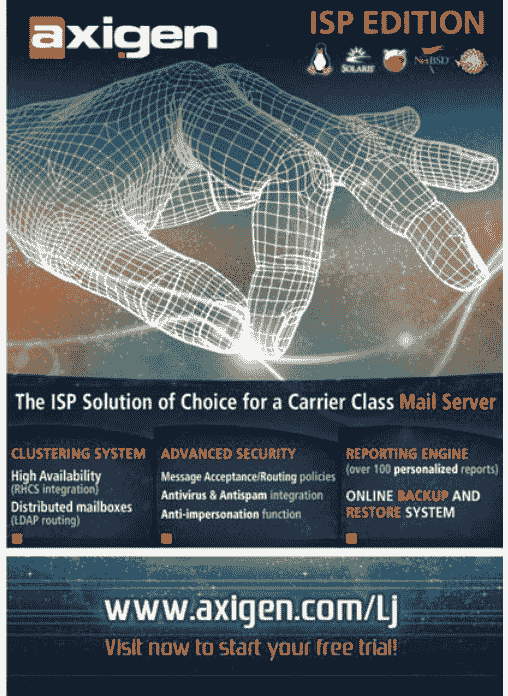 axigen
ISP EDITION
SOLARIS
NetBSD
The ISP Solution of Choice for a Carrier Class Mail Server
CLUSTERING SYSTEM
High Availability
(RHCS integration)
Distributed mailboxes
(LDAP routing)
ADVANCED SECURITY
Message Acceptance/Routing policies
Antivirus & Antispam integration
Anti-impersonation function
REPORTING ENGINE
(over 100 personalized reports)
ONLINE BACKUP AND
RESTORE SYSTEM
www.axigen.com/Lj
Visit now to start your free trial!